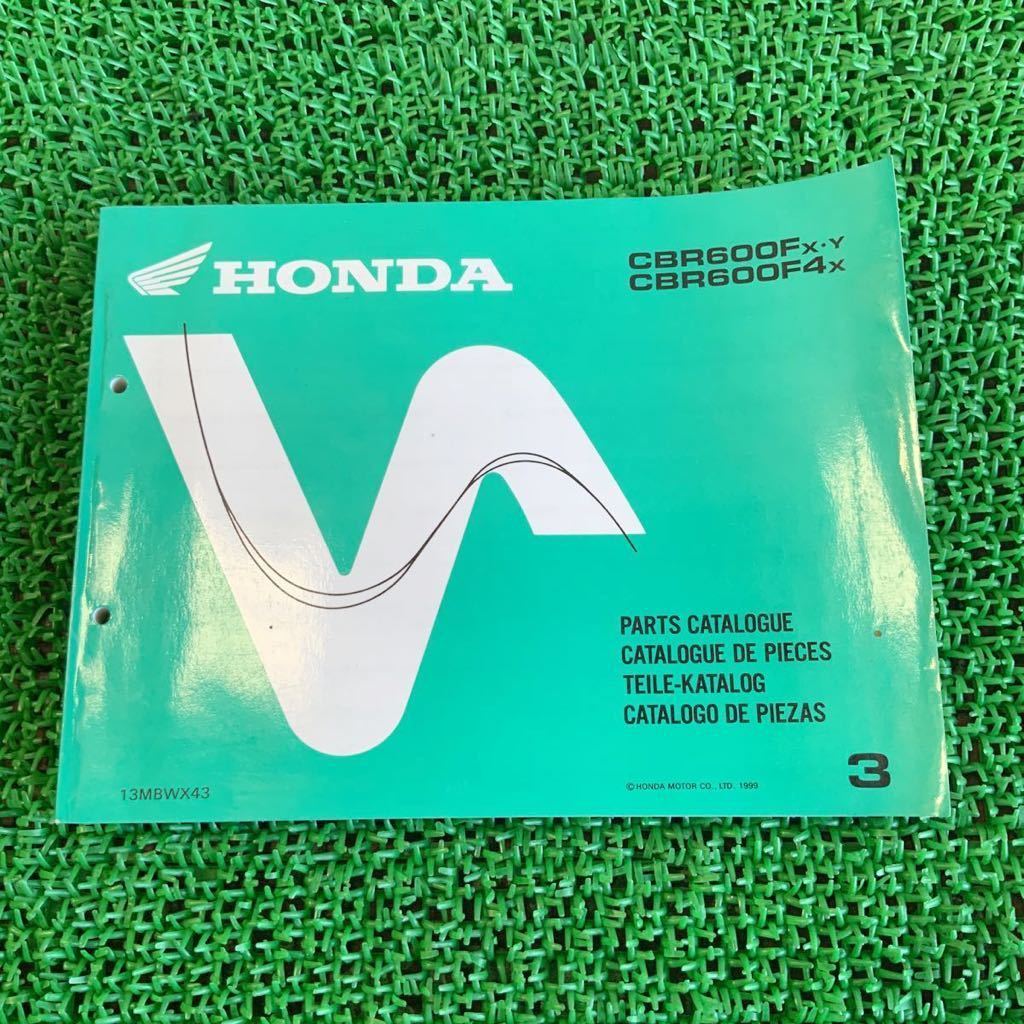 HONDA
CBR600FX·Y
CBR600F4X
PARTS CATALOGUE
CATALOGUE DE PIECES
TEILE-KATALOG
CATALOGO DE PIEZAS
3
13MBWX43
© HONDA MOTOR CO., LTD. 1999